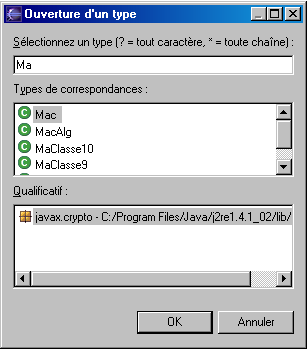 Ouverture d'un type
Sélectionnez un type (? = tout caractère, * = toute chaîne) :
Ma
Types de correspondances :
C Mac
C MacAlg
C MaClasse10
C MaClasse9
Qualificatif :
javax.crypto - C:/Program Files/Java/j2re1.4.1_02/lib/
OK
Annuler